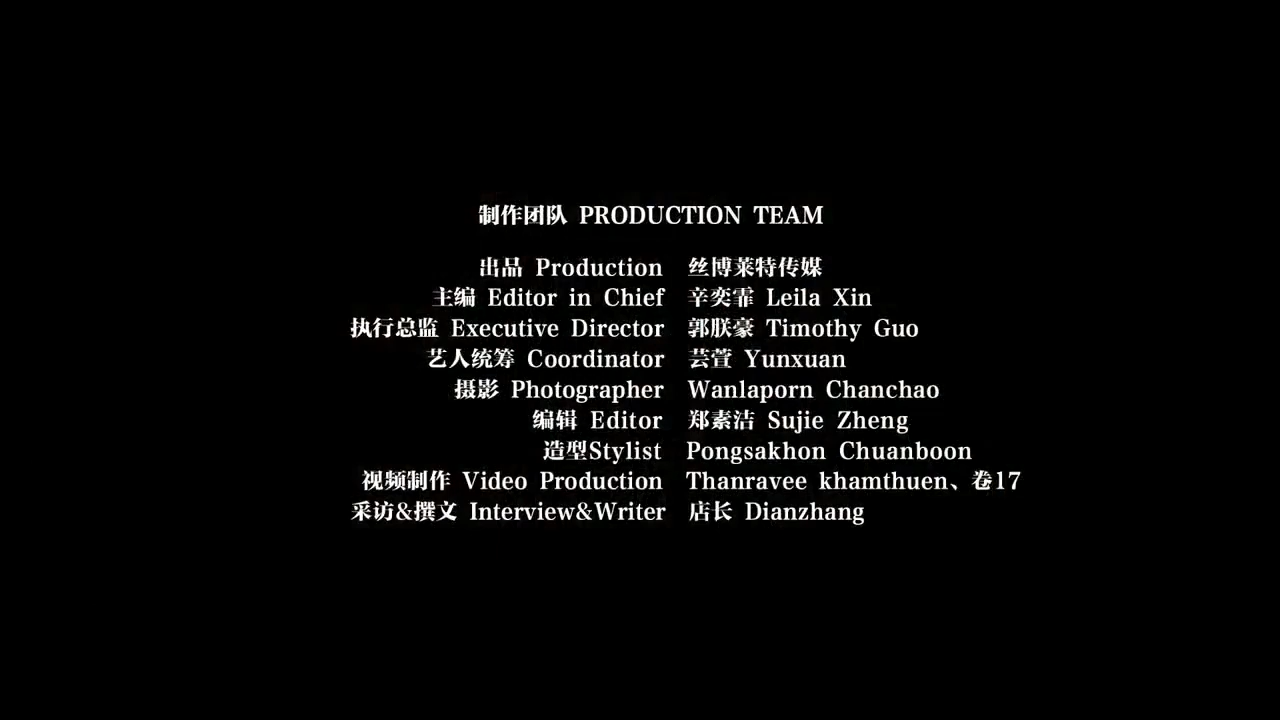 制作团队 PRODUCTION TEAM
出品 Production 丝博莱特传媒
主编 Editor in Chief 辛奕霏 Leila Xin
执行总监 Executive Director 郭朕豪 Timothy Guo
艺人统筹 Coordinator 芸萱 Yunxuan
摄影 Photographer Wanlaporn Chanchao
编辑 Editor 郑素洁 Sujie Zheng
造型Stylist Pongsakhon Chuanboon
视频制作 Video Production Thanravee khamthuen、卷17
采访&撰文 Interview&Writer 店长 Dianzhang